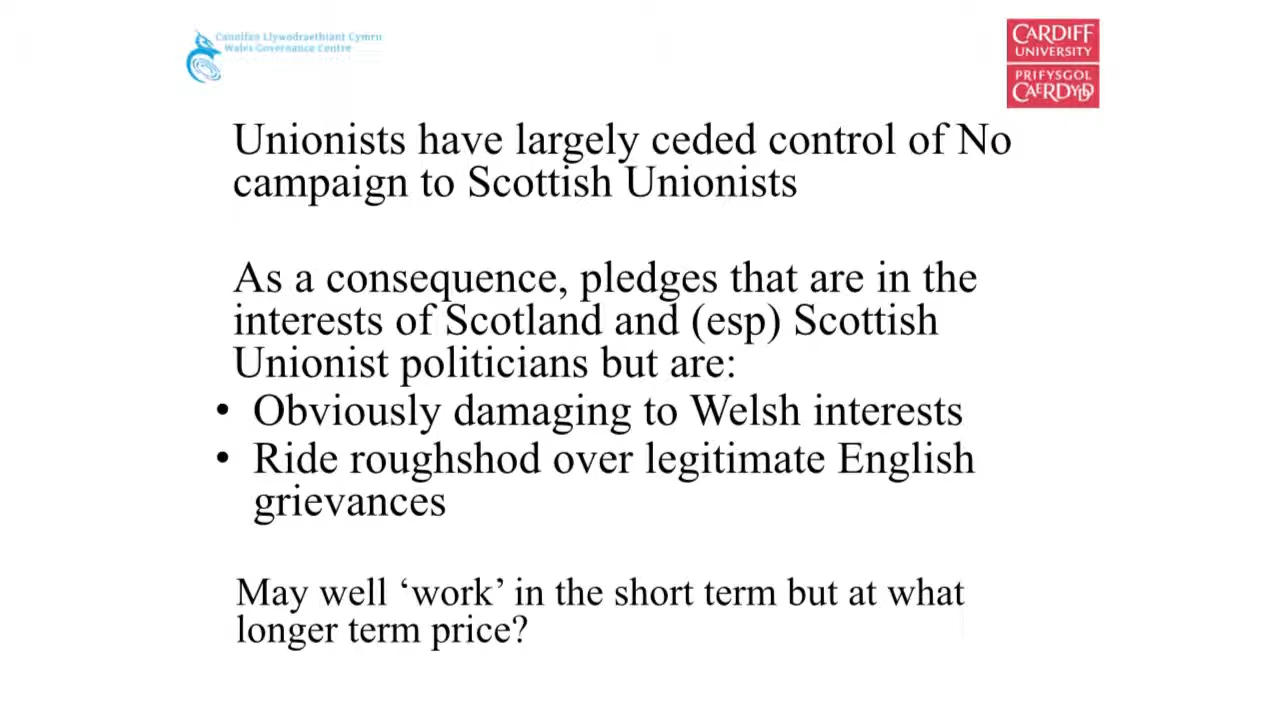 Canolfan Llywodraethiant Cymru
Wales Governance Centre
CARDIFF
UNIVERSITY
PRIFYSGOL
CAERDYDD
Unionists have largely ceded control of No
campaign to Scottish Unionists
As a consequence, pledges that are in the
interests of Scotland and (esp) Scottish
Unionist politicians but are:
• Obviously damaging to Welsh interests
• Ride roughshod over legitimate English
grievances
May well ‘work’ in the short term but at what
longer term price?